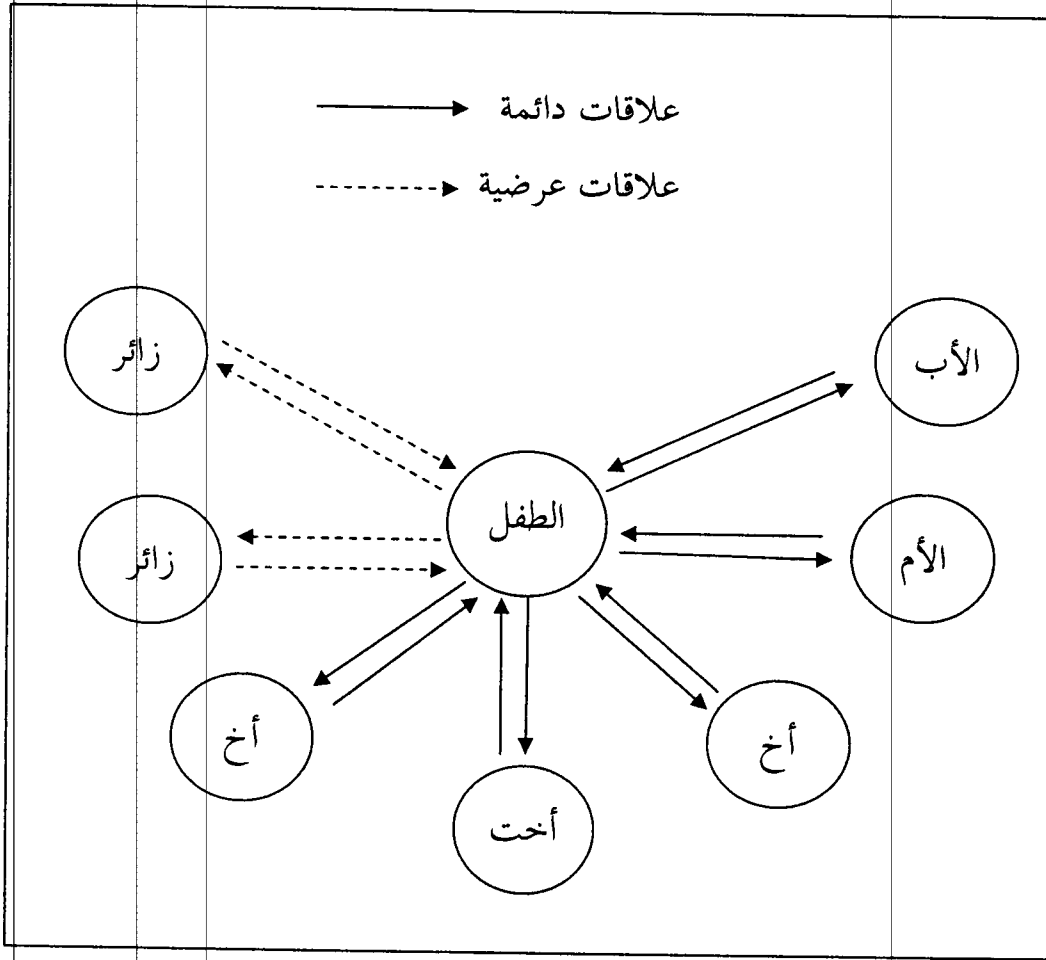 علاقات دائمة
علاقات عرضية
الأب
زائر
الطفل
الأم
زائر
أخ
أخ
أخت